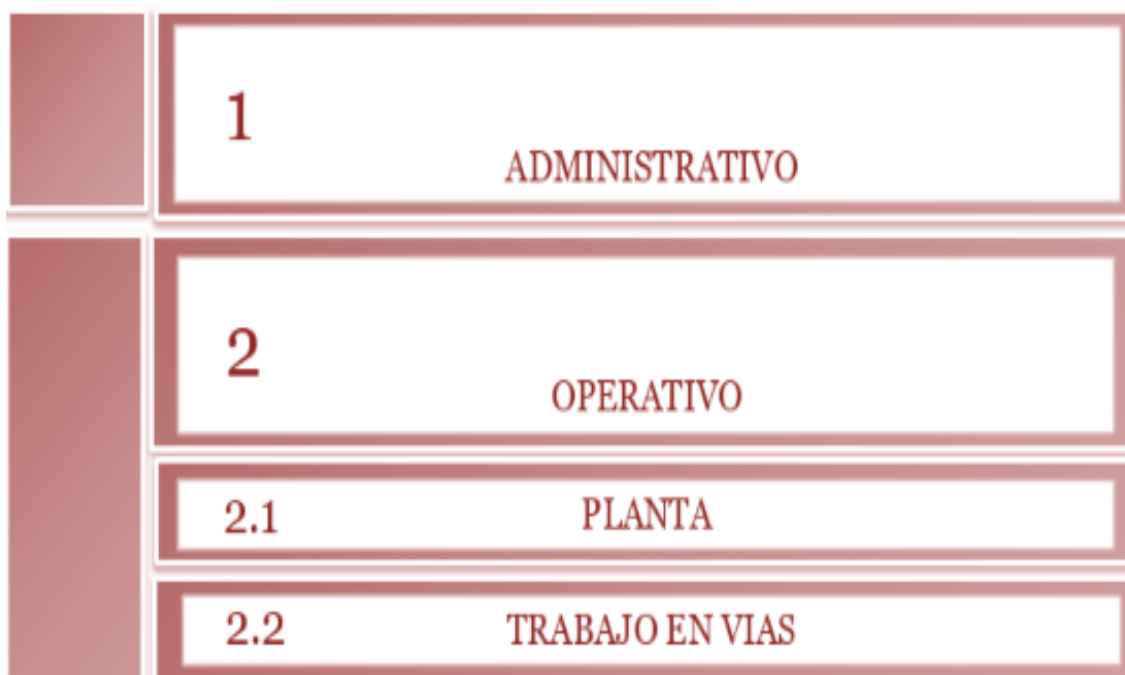 1
ADMINISTRATIVO
2
OPERATIVO
2.1 PLANTA
2.2 TRABAJO EN VIAS